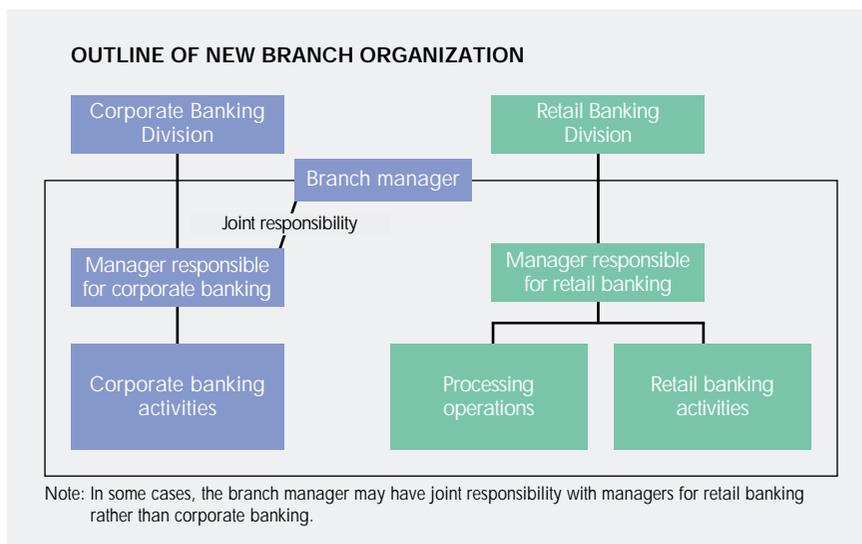 OUTLINE OF NEW BRANCH ORGANIZATION
Corporate Banking
Division
Retail Banking
Division
Branch manager
Joint responsibility
Manager responsible
for corporate banking
Manager responsible
for retail banking
Corporate banking
activities
Processing
operations
Retail banking
activities
Note: In some cases, the branch manager may have joint responsibility with managers for retail banking
rather than corporate banking.